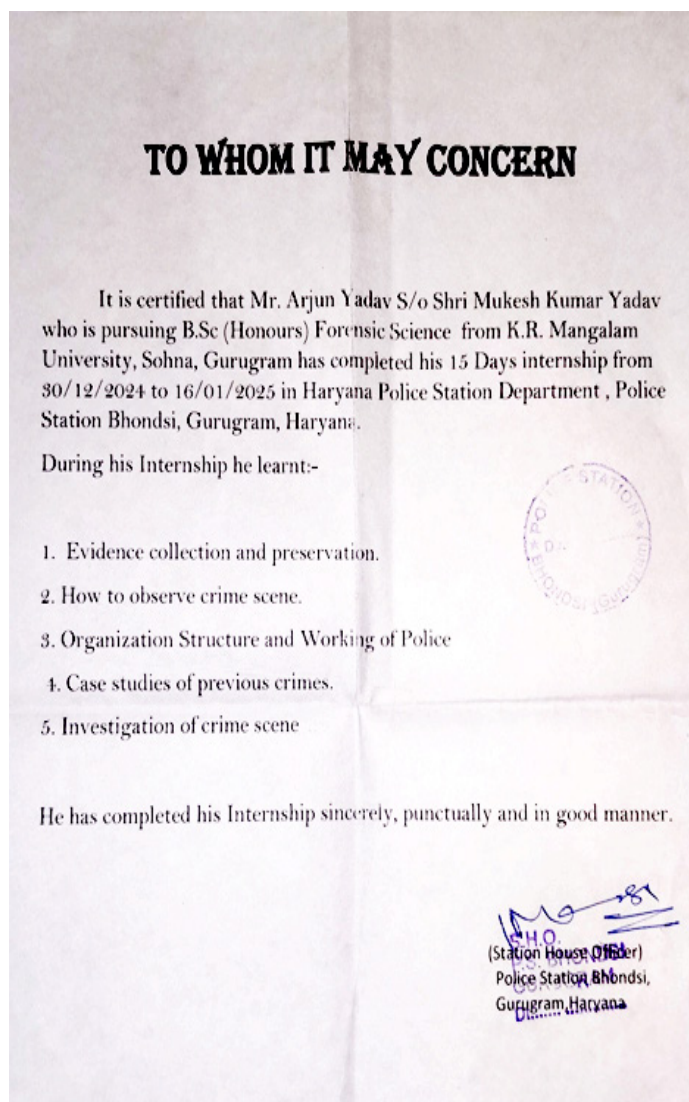 TO WHOM IT MAY CONCERN
It is certified that Mr. Arjun Yadav S/o Shri Mukesh Kumar Yadav
who is pursuing B.Sc (Honours) Forensic Science from K.R. Mangalam
University, Sohna, Gurugram has completed his 15 Days internship from
30/12/2024 to 16/01/2025 in Haryana Police Station Department , Police
Station Bhondsi, Gurugram, Haryana.
During his Internship he learnt:-
POLICE STATION
BHONDSI
1. Evidence collection and preservation.
2. How to observe crime scene.
3. Organization Structure and Working of Police
4. Case studies of previous crimes.
5. Investigation of crime scene
He has completed his Internship sincerely, punctually and in good manner.
S.H.O.
(Station House Officer)
P.S. BHONDSI
Police Station Bhondsi,
GURUGRAM
Gurugram,Haryana